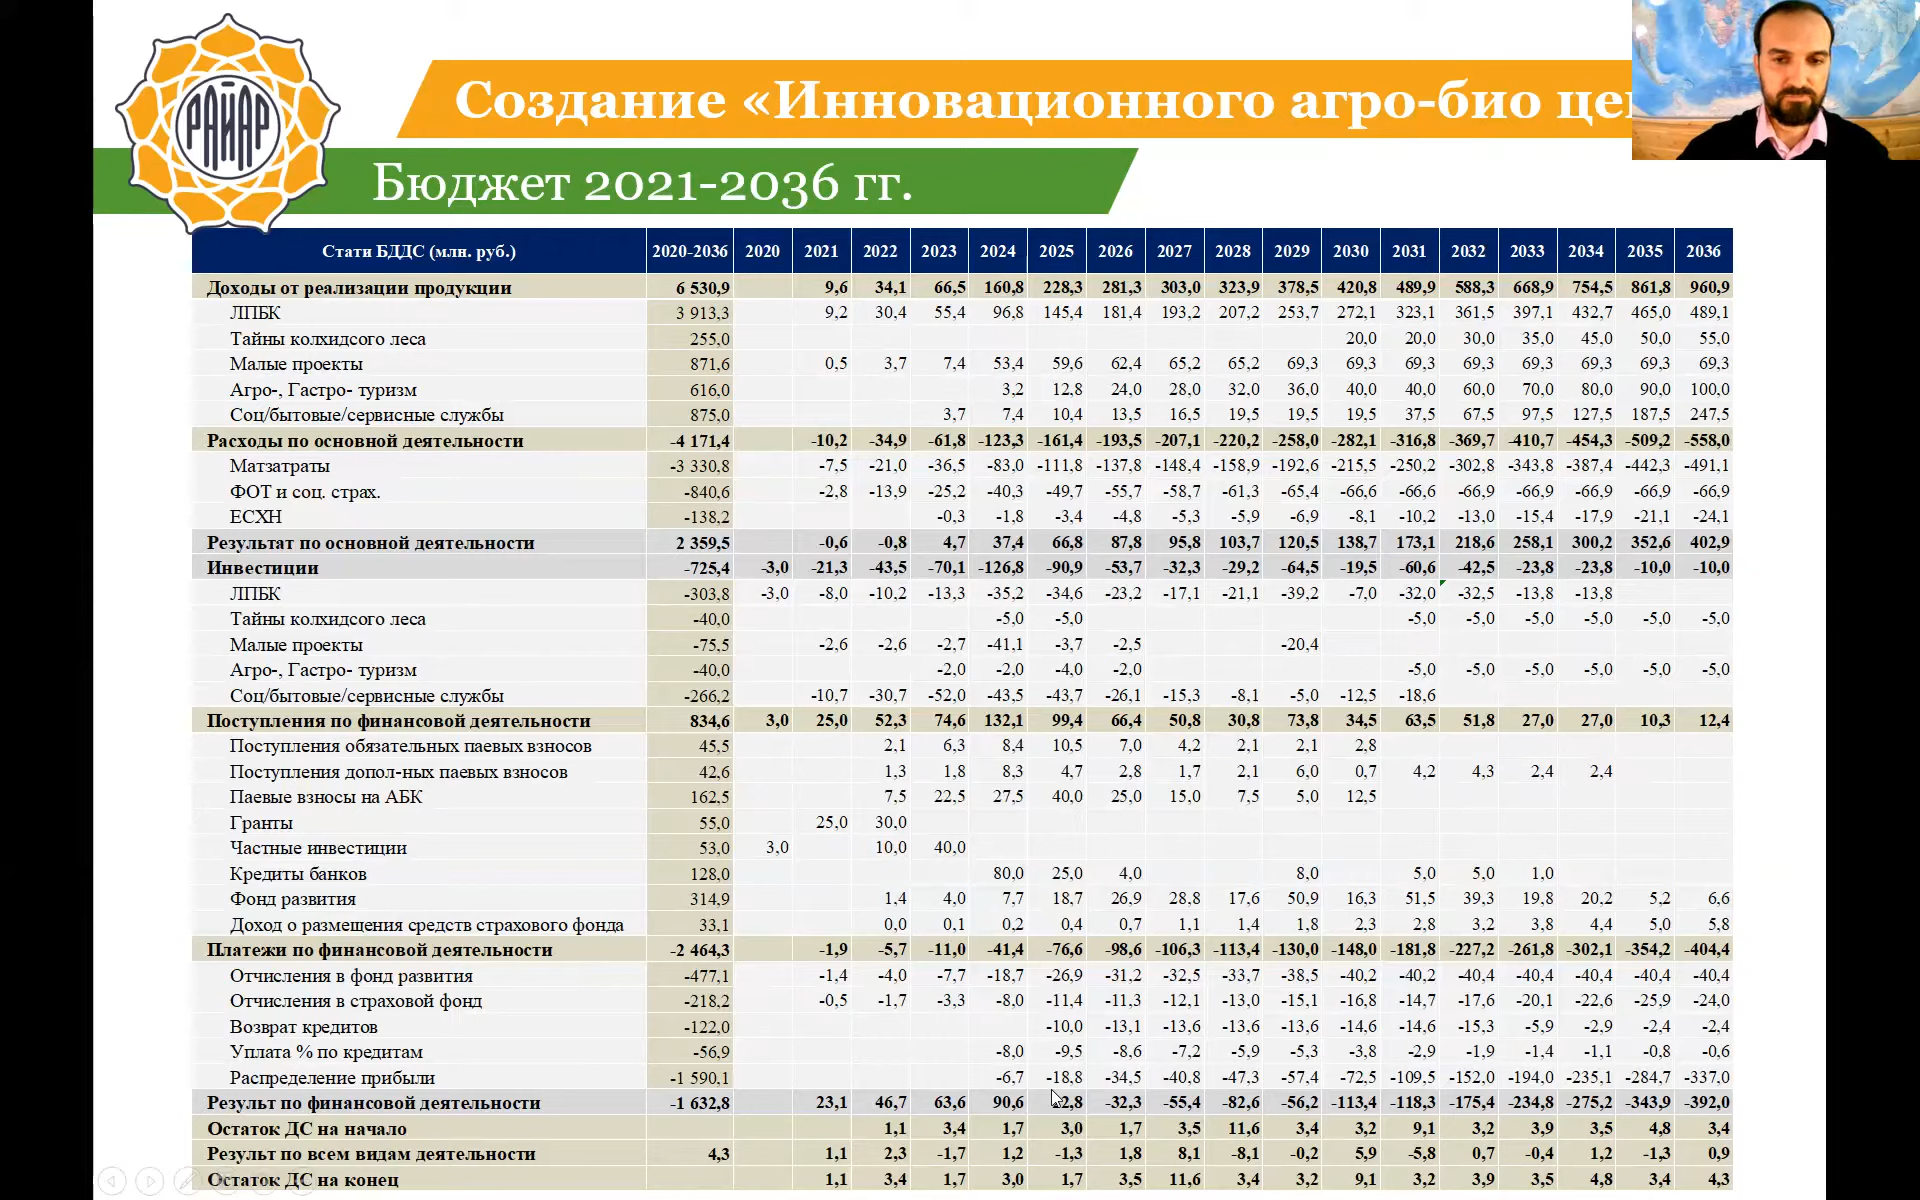 РАЙАР
Создание «Инновационного агро-био
Бюджет 2021-2036 гг.
Стати БДДС (млн. руб.) 2020-2036 2020 2021 2022 2023 2024 2025 2026 2027 2028 2029 2030 2031 2032 2033 2034 2035 2036
Доходы от реализации продукции 6 530,9 9,6 34,1 66,5 160,8 228,3 281,3 303,0 323,9 378,5 420,8 489,9 588,3 668,9 754,5 861,8 960,9
ЛПБК 3 913,3 9,2 30,4 55,4 96,8 145,4 181,4 193,2 207,2 253,7 272,1 323,1 361,5 397,1 432,7 465,0 489,1
Тайны колхидсого леса 255,0 20,0 20,0 30,0 35,0 45,0 50,0 55,0
Малые проекты 871,6 0,5 3,7 7,4 53,4 59,6 62,4 65,2 65,2 69,3 69,3 69,3 69,3 69,3 69,3 69,3 69,3
Агро-, Гастро- туризм 616,0 3,2 12,8 24,0 28,0 32,0 36,0 40,0 40,0 60,0 70,0 80,0 90,0 100,0
Соц/бытовые/сервисные службы 875,0 3,7 7,4 10,4 13,5 16,5 19,5 19,5 19,5 37,5 67,5 97,5 127,5 187,5 247,5
Расходы по основной деятельности -4 171,4 -10,2 -34,9 -61,8 -123,3 -161,4 -193,5 -207,1 -220,2 -258,0 -282,1 -316,8 -369,7 -410,7 -454,3 -509,2 -558,0
Матзатраты -3 330,8 -7,5 -21,0 -36,5 -83,0 -111,8 -137,8 -148,4 -158,9 -192,6 -215,5 -250,2 -302,8 -343,8 -387,4 -442,3 -491,1
ФОТ и соц. страх. -840,6 -2,8 -13,9 -25,2 -40,3 -49,7 -55,7 -58,7 -61,3 -65,4 -66,6 -66,6 -66,9 -66,9 -66,9 -66,9 -66,9
ЕСХН -138,2 -0,3 -1,8 -3,4 -4,8 -5,3 -5,9 -6,9 -8,1 -10,2 -13,0 -15,4 -17,9 -21,1 -24,1
Результат по основной деятельности 2 359,5 -0,6 -0,8 4,7 37,4 66,8 87,8 95,8 103,7 120,5 138,7 173,1 218,6 258,1 300,2 352,6 402,9
Инвестиции -725,4 -3,0 -21,3 -43,5 -70,1 -126,8 -90,9 -53,7 -32,3 -29,2 -64,5 -19,5 -60,6 -42,5 -23,8 -23,8 -10,0 -10,0
ЛПБК -303,8 -3,0 -8,0 -10,2 -13,3 -35,2 -34,6 -23,2 -17,1 -21,1 -39,2 -7,0 -32,0 -32,5 -13,8 -13,8
Тайны колхидсого леса -40,0 -5,0 -5,0 -5,0 -5,0 -5,0 -5,0 -5,0 -5,0
Малые проекты -75,5 -2,6 -2,6 -2,7 -41,1 -3,7 -2,5 -20,4
Агро-, Гастро- туризм -40,0 -2,0 -2,0 -4,0 -2,0 -5,0 -5,0 -5,0 -5,0 -5,0 -5,0
Соц/бытовые/сервисные службы -266,2 -10,7 -30,7 -52,0 -43,5 -43,7 -26,1 -15,3 -8,1 -5,0 -12,5 -18,6
Поступления по финансовой деятельности 834,6 3,0 25,0 52,3 74,6 132,1 99,4 66,4 50,8 30,8 73,8 34,5 63,5 51,8 27,0 27,0 10,3 12,4
Поступления обязательных паевых взносов 45,5 2,1 6,3 8,4 10,5 7,0 4,2 2,1 2,1 2,8
Поступления допол-ных паевых взносов 42,6 1,3 1,8 8,3 4,7 2,8 1,7 2,1 6,0 0,7 4,2 4,3 2,4 2,4
Паевые взносы на АБК 162,5 7,5 22,5 27,5 40,0 25,0 15,0 7,5 5,0 12,5
Гранты 55,0 25,0 30,0
Частные инвестиции 53,0 3,0 10,0 40,0
Кредиты банков 128,0 80,0 25,0 4,0 8,0 5,0 5,0 1,0
Фонд развития 314,9 1,4 4,0 7,7 18,7 26,9 28,8 17,6 50,9 16,3 51,5 39,3 19,8 20,2 5,2 6,6
Доход о размещения средств страхового фонда 33,1 0,0 0,1 0,2 0,4 0,7 1,1 1,4 1,8 2,3 2,8 3,2 3,8 4,4 5,0 5,8
Платежи по финансовой деятельности -2 464,3 -1,9 -5,7 -11,0 -41,4 -76,6 -98,6 -106,3 -113,4 -130,0 -148,0 -181,8 -227,2 -261,8 -302,1 -354,2 -404,4
Отчисления в фонд развития -477,1 -1,4 -4,0 -7,7 -18,7 -26,9 -31,2 -32,5 -33,7 -38,5 -40,2 -40,2 -40,4 -40,4 -40,4 -40,4 -40,4
Отчисления в страховой фонд -218,2 -0,5 -1,7 -3,3 -8,0 -11,4 -11,3 -12,1 -13,0 -15,1 -16,8 -14,7 -17,6 -20,1 -22,6 -25,9 -24,0
Возврат кредитов -122,0 -10,0 -13,1 -13,6 -13,6 -13,6 -14,6 -14,6 -15,3 -5,9 -2,9 -2,4 -2,4
Уплата % по кредитам -56,9 -8,0 -9,5 -8,6 -7,2 -5,9 -5,3 -3,8 -2,9 -1,9 -1,4 -1,1 -0,8 -0,6
Распределение прибыли -1 590,1 -6,7 -18,8 -34,5 -40,8 -47,3 -57,4 -72,5 -109,5 -152,0 -194,0 -235,1 -284,7 -337,0
Результ по финансовой деятельности -1 632,8 23,1 46,7 63,6 90,6 -32,3 -55,4 -82,6 -56,2 -113,4 -118,3 -175,4 -234,8 -275,2 -343,9 -392,0
Остаток ДС на начало 1,1 3,4 1,7 3,0 1,7 3,5 11,6 3,4 3,2 9,1 3,2 3,9 3,5 4,8 3,4
Результ по всем видам деятельности 4,3 1,1 2,3 -1,7 1,2 -1,3 1,8 8,1 -8,1 -0,2 5,9 -5,8 0,7 -0,4 1,2 -1,3 0,9
Остаток ДС на конец 1,1 3,4 1,7 3,0 1,7 3,5 11,6 3,4 3,2 9,1 3,2 3,9 3,5 4,8 3,4 4,3